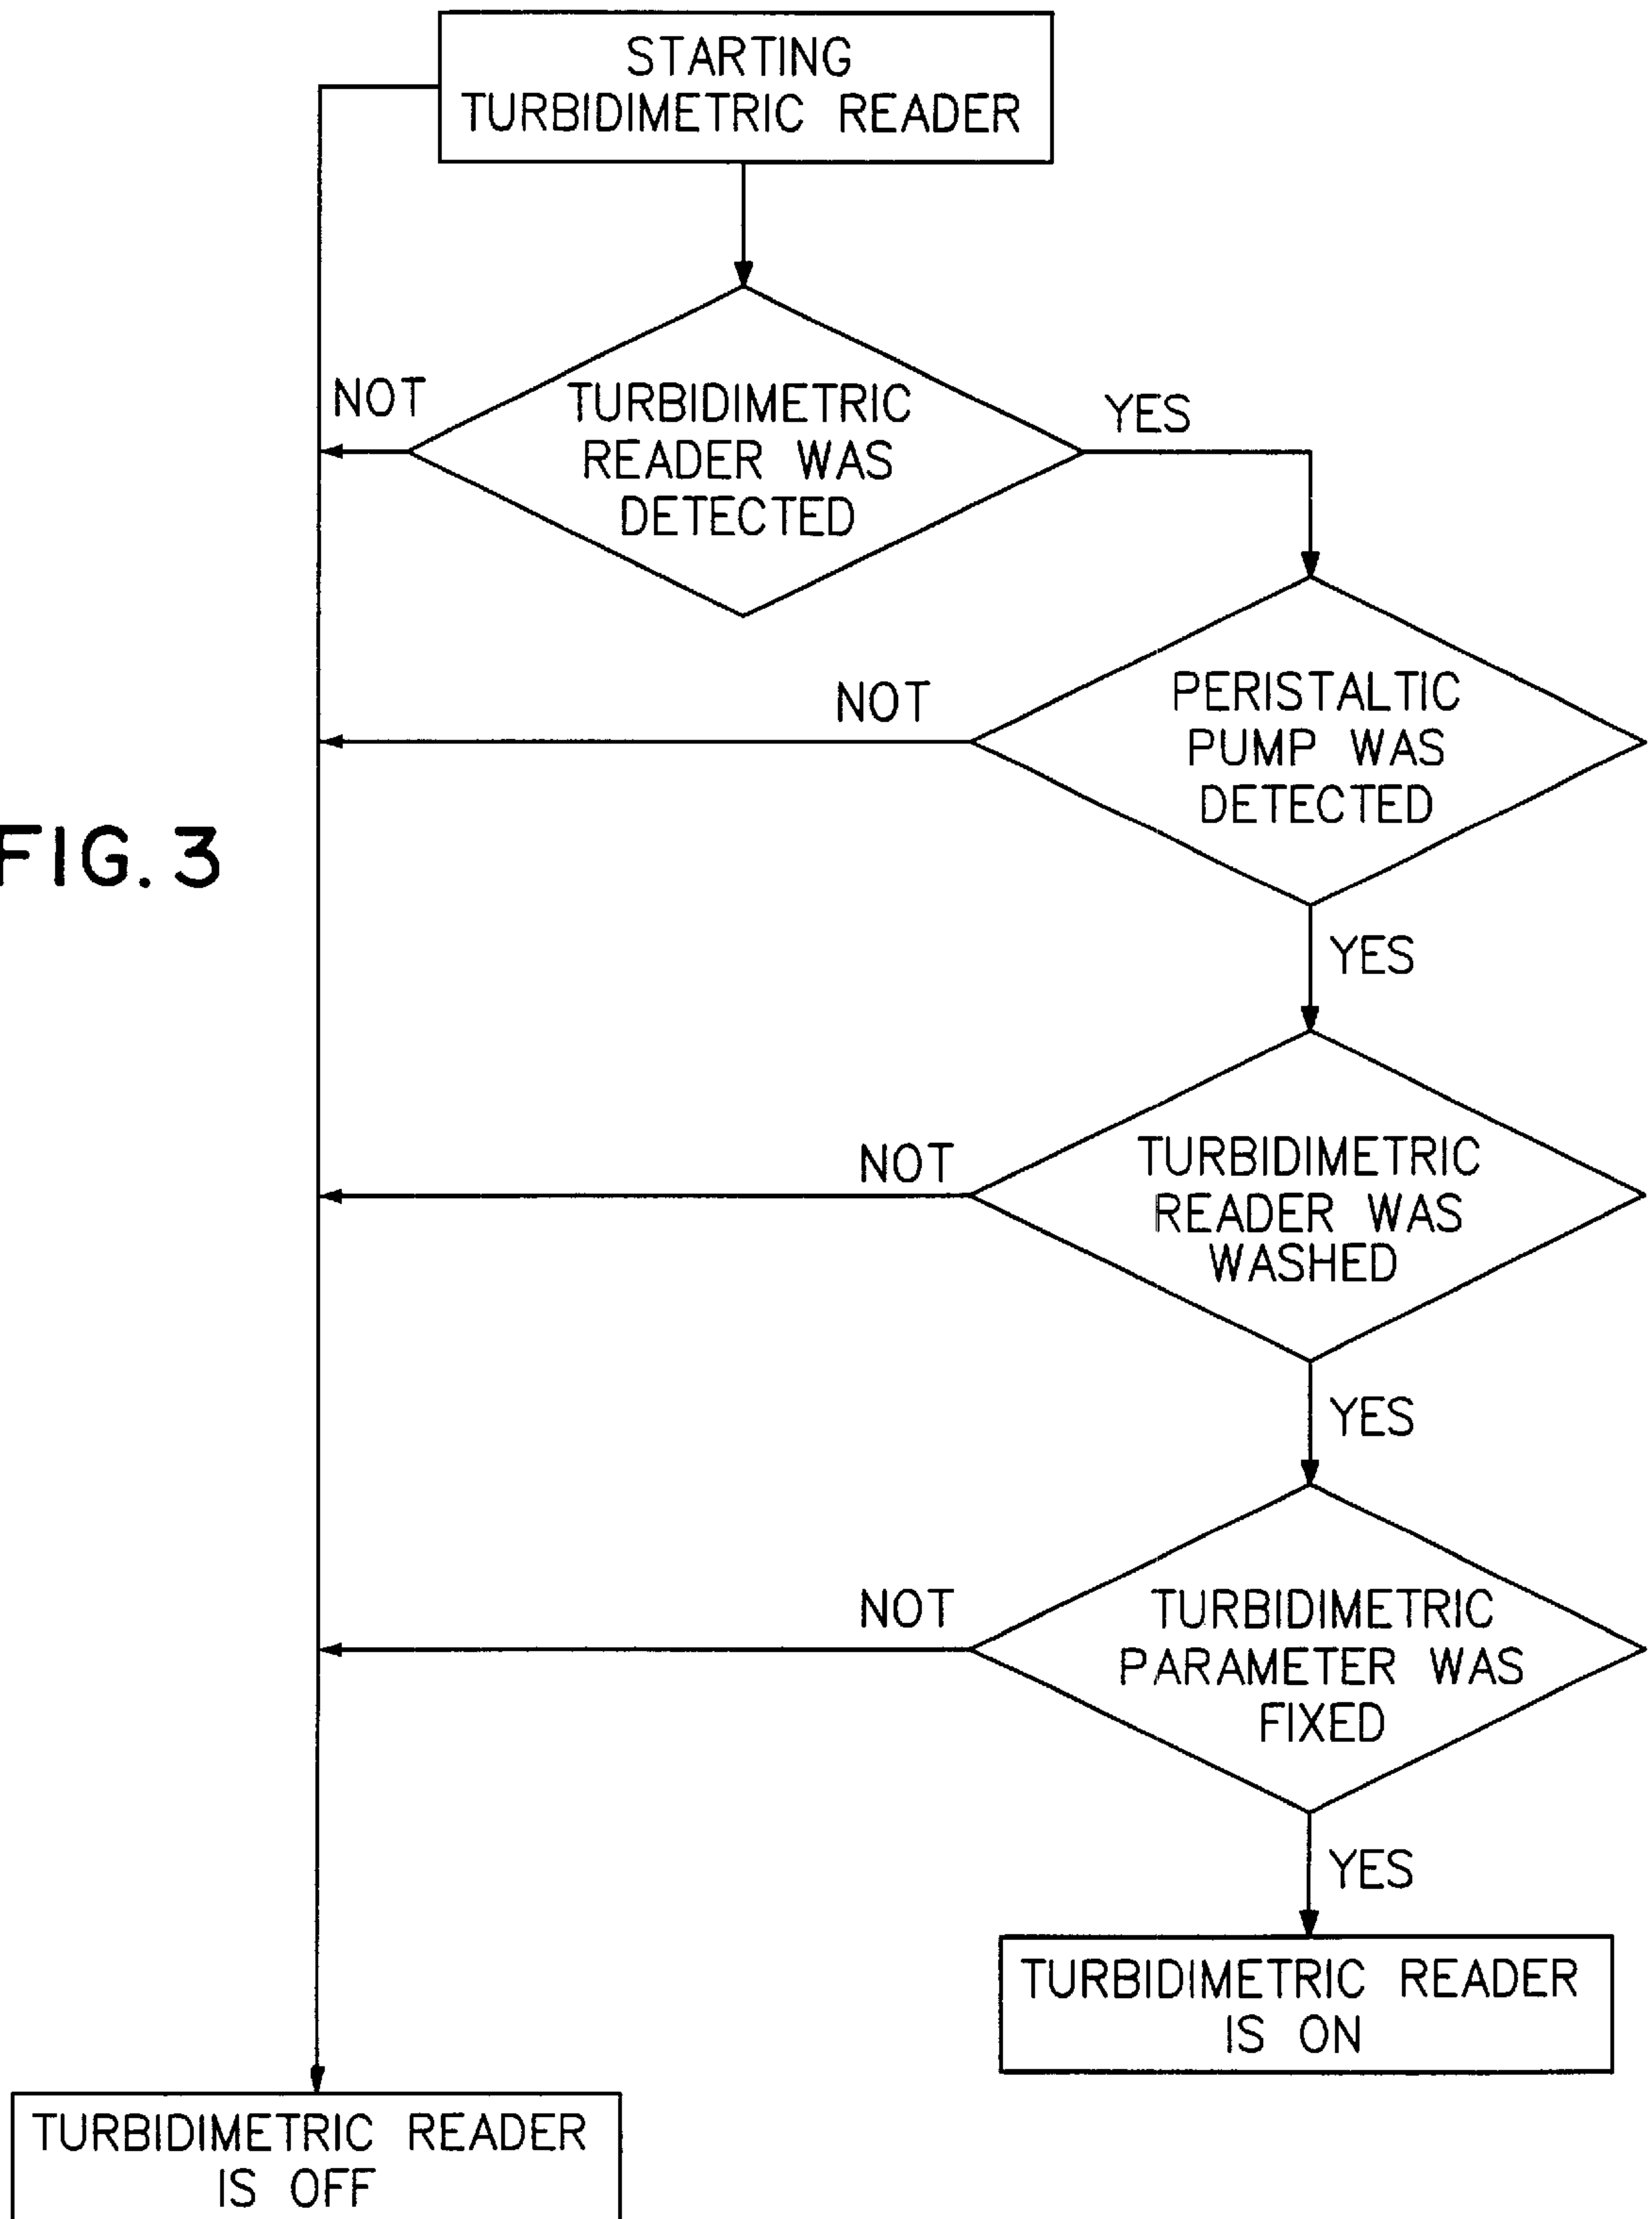 STARTING
TURBIDIMETRIC READER
NOT
TURBIDIMETRIC
READER WAS
DETECTED
YES
NOT
PERISTALTIC
PUMP WAS
DETECTED
FIG. 3
YES
NOT
TURBIDIMETRIC
READER WAS
WASHED
YES
NOT
TURBIDIMETRIC
PARAMETER WAS
FIXED
YES
TURBIDIMETRIC READER
IS ON
TURBIDIMETRIC READER
IS OFF